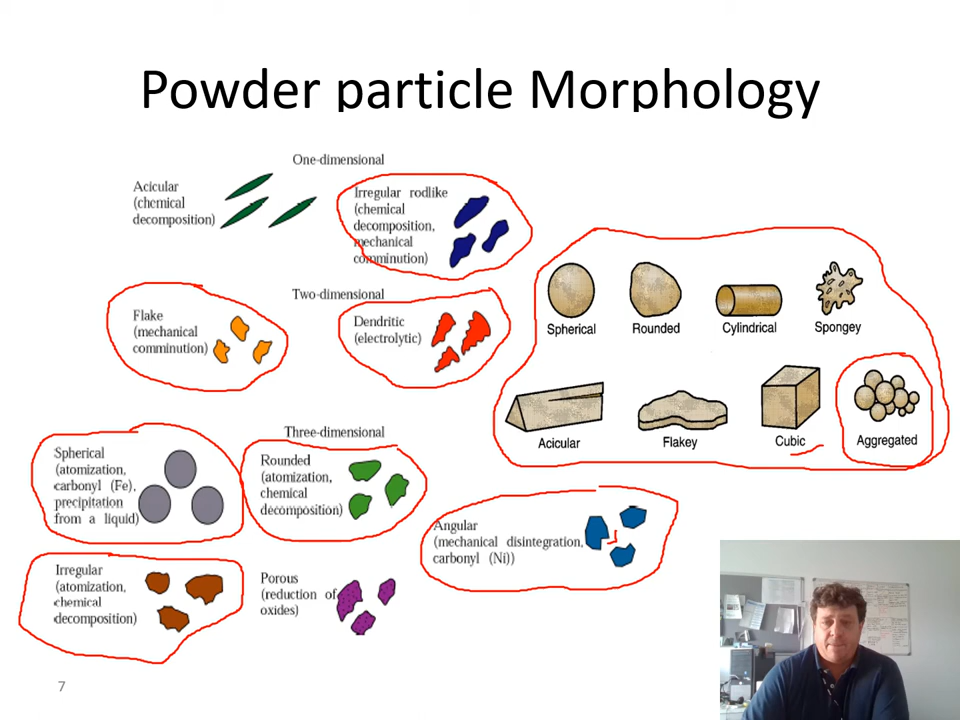 Powder particle Morphology
One-dimensional
Acicular
(chemical
decomposition)
Irregular rodlike
(chemical
decomposition,
mechanical
comminution)
Two-dimensional
Flake
(mechanical
comminution)
Dendritic
(electrolytic)
Three-dimensional
Spherical
(atomization,
carbonyl (Fe),
precipitation
from a liquid)
Rounded
(atomization,
chemical
decomposition)
Angular
(mechanical disintegration,
carbonyl (Ni))
Irregular
(atomization,
chemical
decomposition)
Porous
(reduction of
oxides)
Spherical Rounded Cylindrical Spongey
Acicular Flakey Cubic Aggregated
7